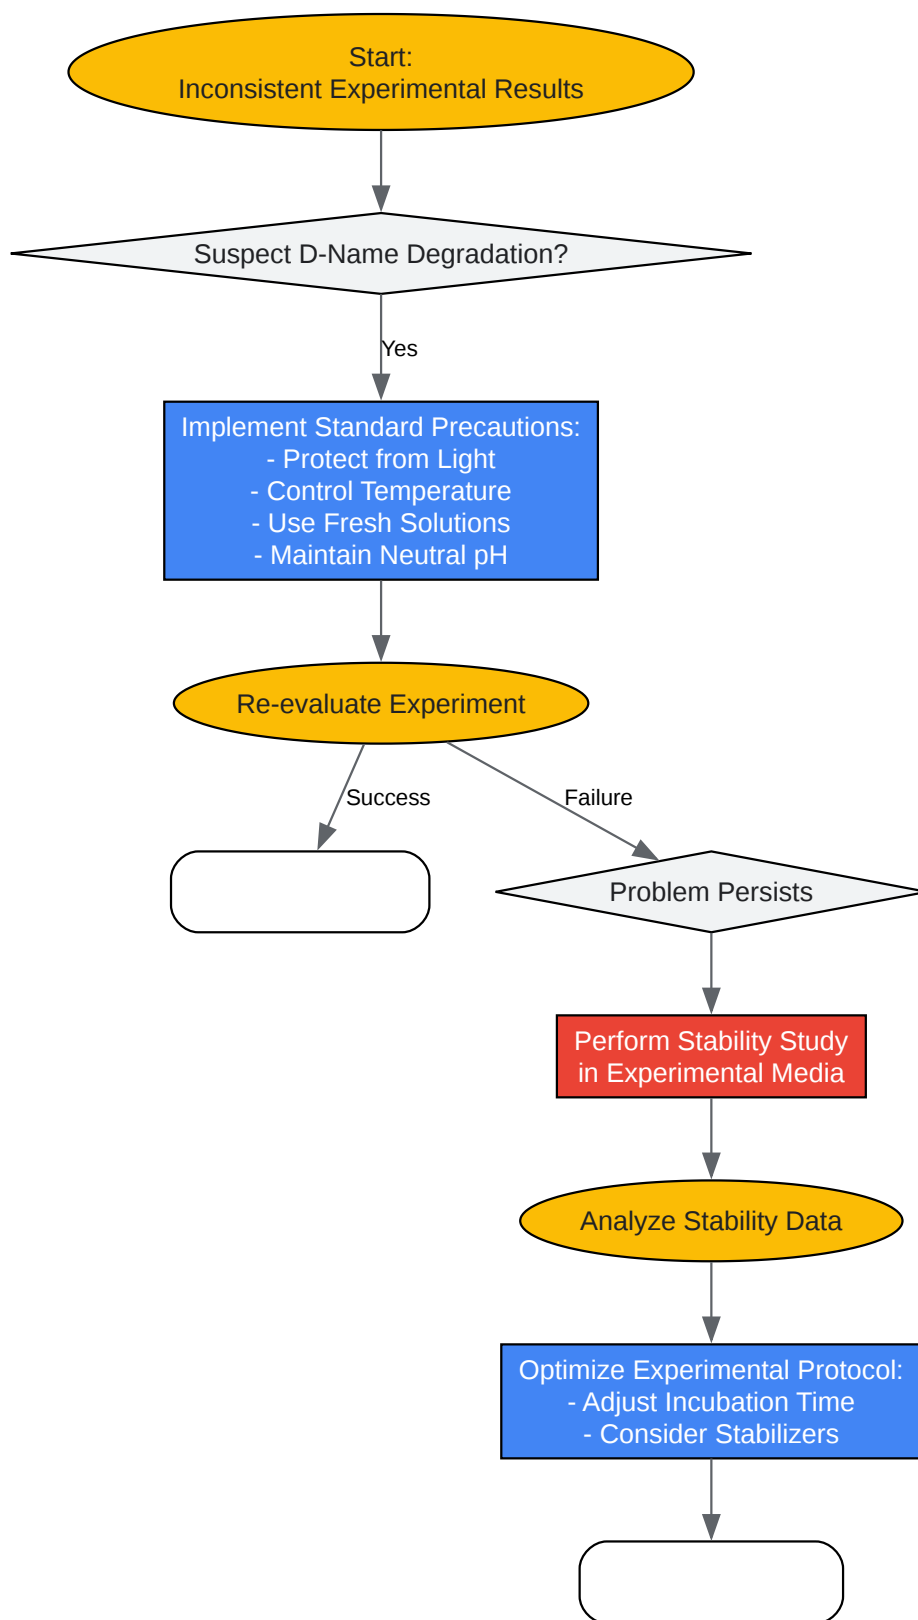 Start:
Inconsistent Experimental Results
Suspect D-Name Degradation?
Yes
Implement Standard Precautions:
- Protect from Light
- Control Temperature
- Use Fresh Solutions
- Maintain Neutral pH
Re-evaluate Experiment
Success
Failure
Problem Persists
Perform Stability Study
in Experimental Media
Analyze Stability Data
Optimize Experimental Protocol:
- Adjust Incubation Time
- Consider Stabilizers